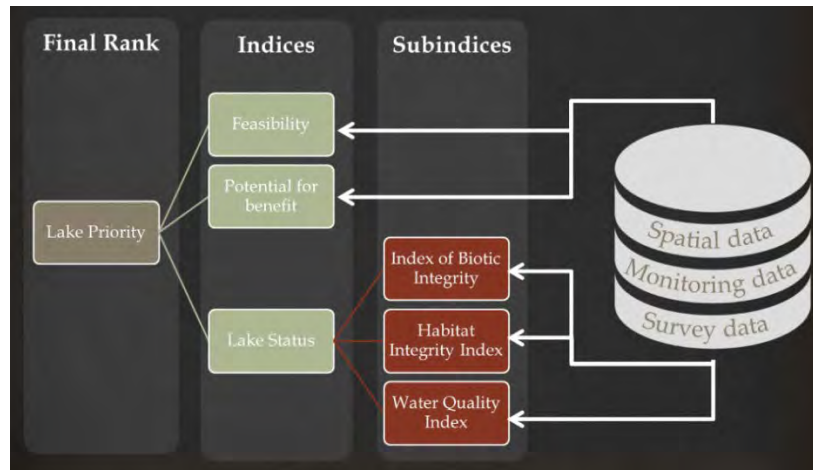 Final Rank
Indices
Subindices
Feasibility
Potential for
benefit
Lake Priority
Index of Biotic
Integrity
Lake Status
Habitat
Integrity Index
Water Quality
Index
Spatial data
Monitoring data
Survey data